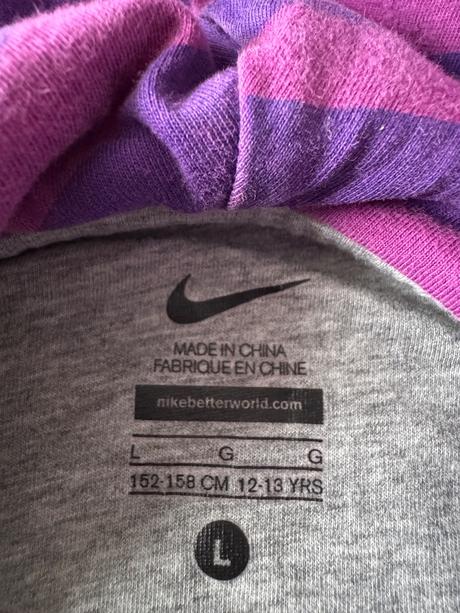 MADE IN CHINA
FABRIQUE EN CHINE
nikebetterworld.com
L G G
152-158 CM 12-13 YRS
L